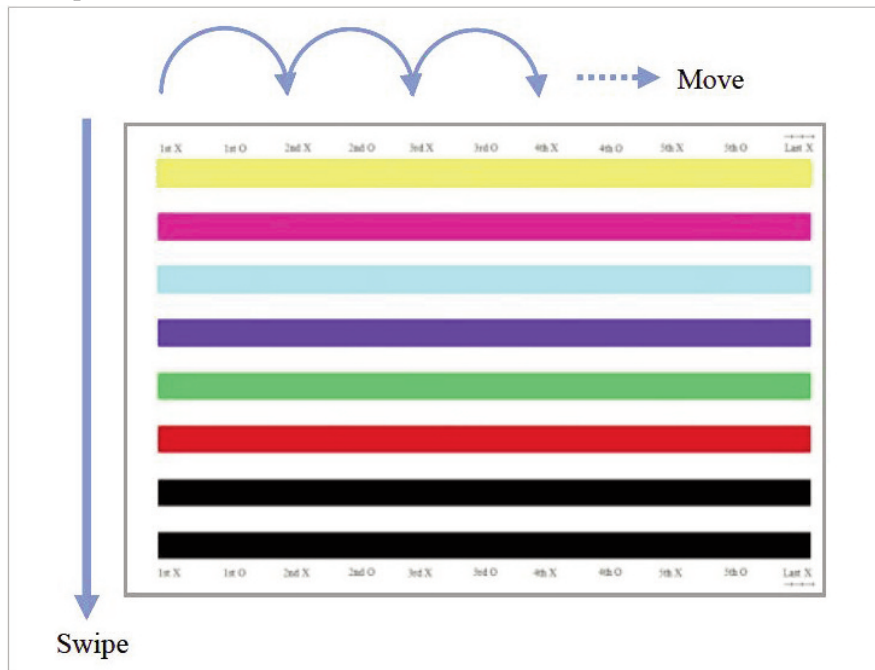 Move
1st X 1st O 2nd X 2nd O 3rd X 3rd O 4th X 4th O 5th X 5th O Last X
1st X 1st O 2nd X 2nd O 3rd X 3rd O 4th X 4th O 5th X 5th O Last X
Swipe